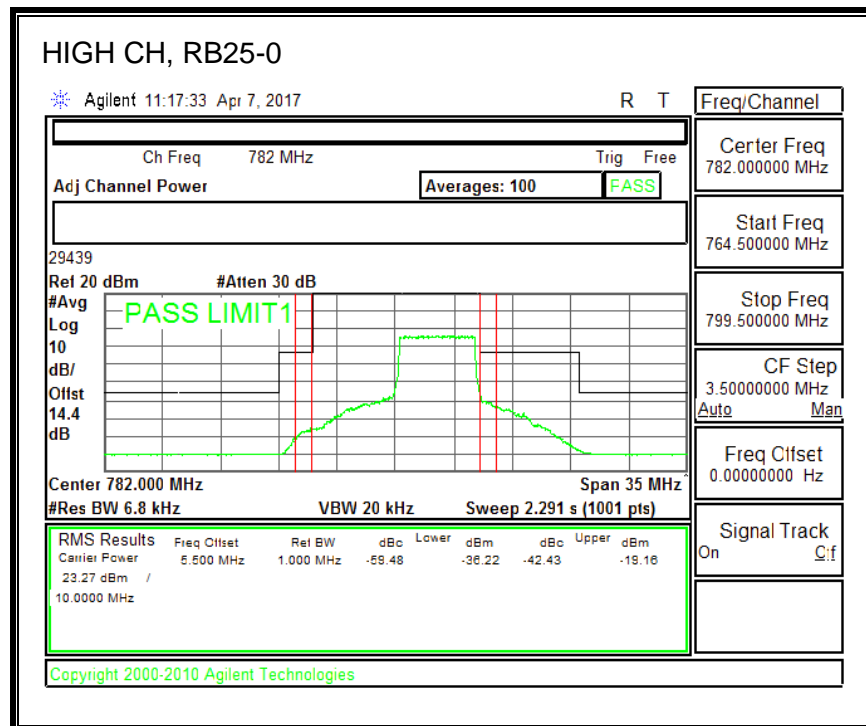 HIGH CH, RB25-0
Agilent 11:17:33 Apr 7, 2017 R T
Freq/Channel
Ch Freq 782 MHz Trig Free
Adj Channel Power Averages: 100 PASS
Center Freq
782.000000 MHz
Start Freq
764.500000 MHz
Stop Freq
799.500000 MHz
CF Step
3.50000000 MHz
Auto Man
Freq Offset
0.00000000 Hz
Signal Track
On Off
29439
Ref 20 dBm #Atten 30 dB
#Avg
Log
10
dB/
Offst
14.4
dB
PASS LIMIT1
Center 782.000 MHz Span 35 MHz
#Res BW 6.8 kHz VBW 20 kHz Sweep 2.291 s (1001 pts)
RMS Results Freq Offset Ref BW dBc Lower dBm dBc Upper dBm
Carrier Power 5.500 MHz 1.000 MHz -59.48 -36.22 -42.43 -19.16
23.27 dBm /
10.0000 MHz
Copyright 2000-2010 Agilent Technologies